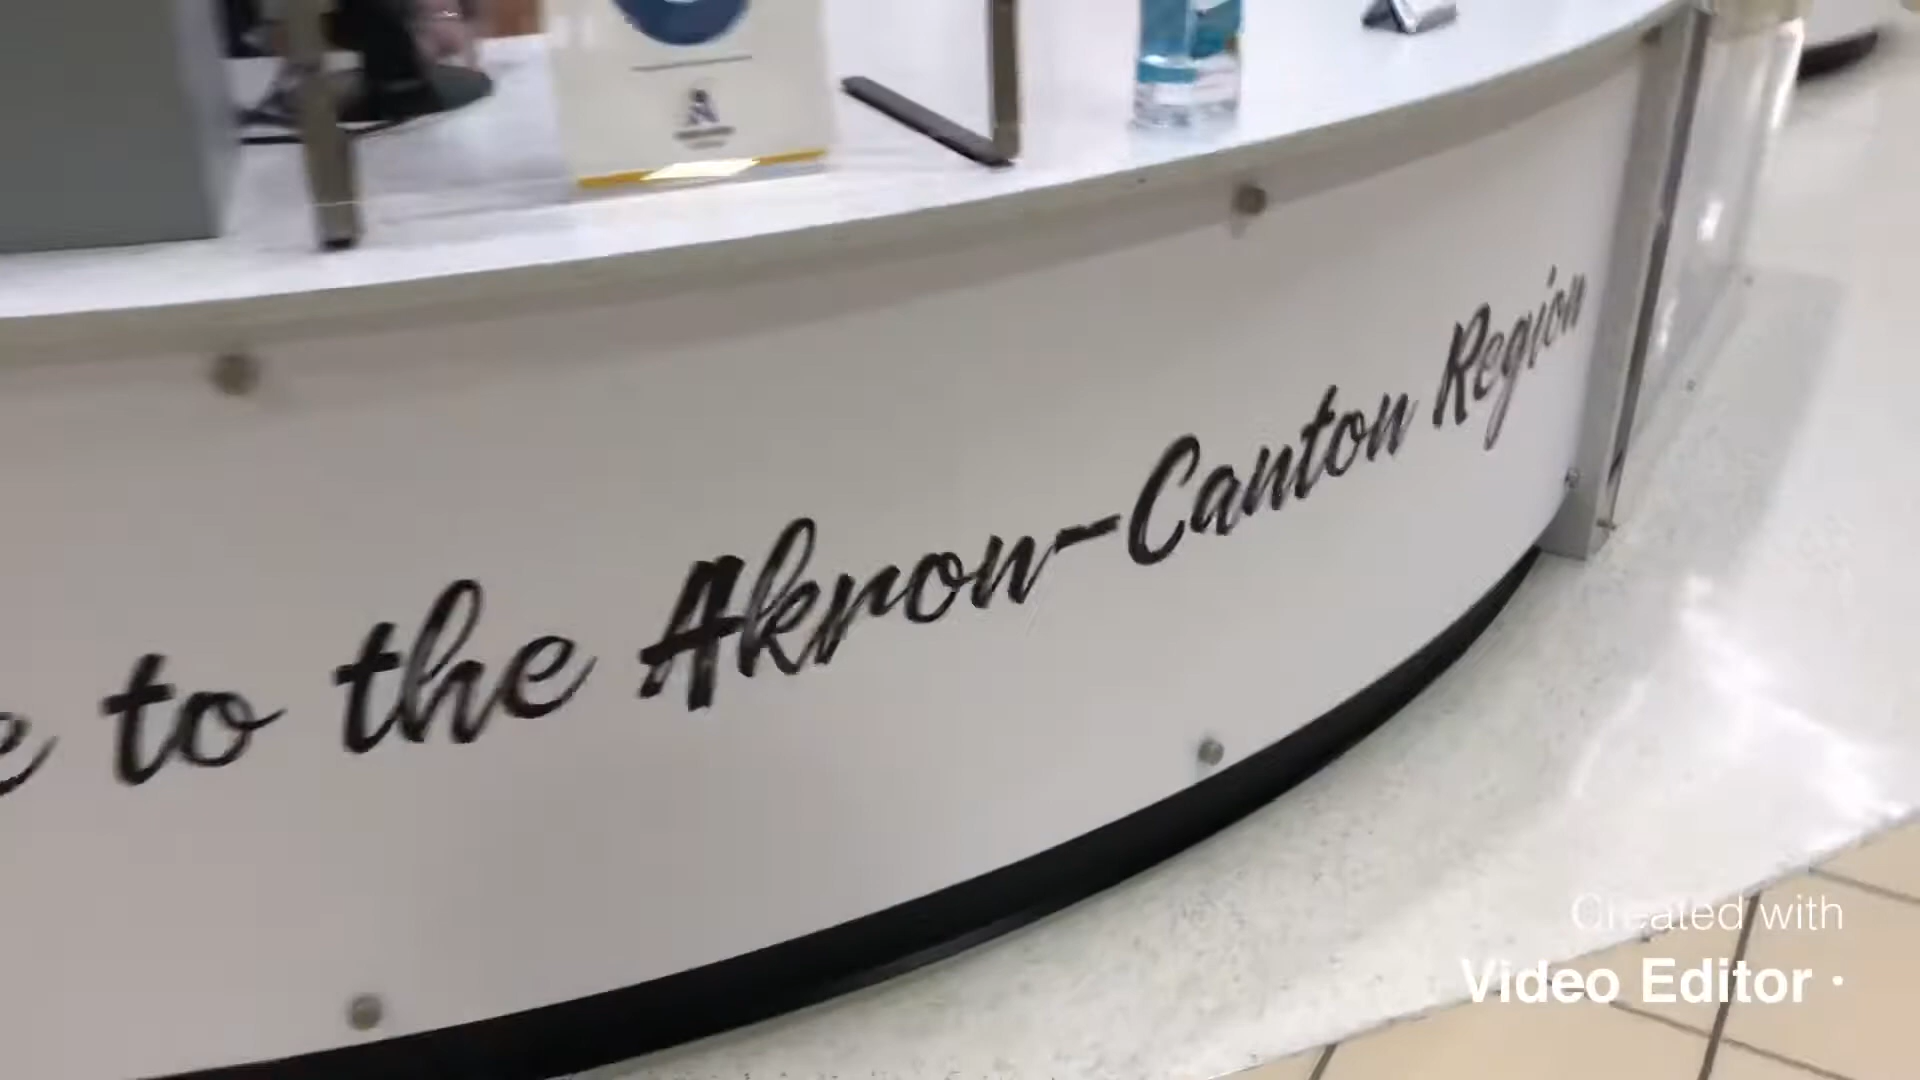 e to the Akron-Canton Region
Created with
Video Editor